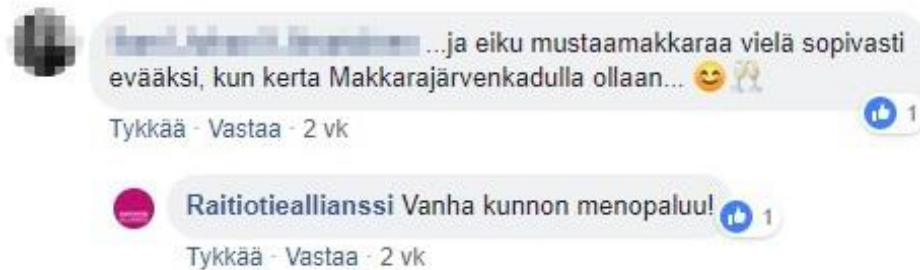 ...ja eiku mustaamakkaraa vielä sopivasti
evääksi, kun kerta Makkarajärvenkadulla ollaan... 😊 🥂
1
Tykkää · Vastaa · 2 vk
Raitiotieallianssi Vanha kunnon menopaluu!
1
Tykkää · Vastaa · 2 vk